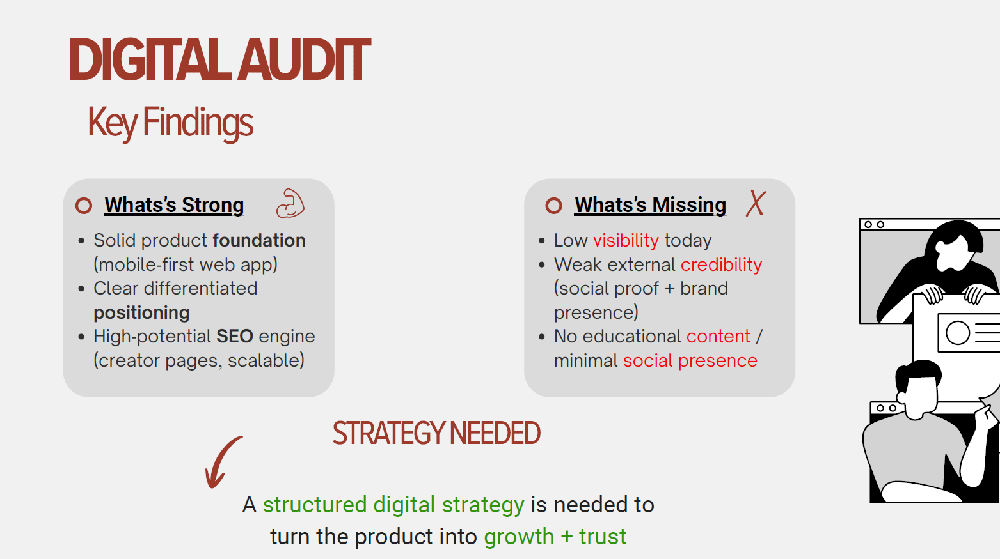 DIGITAL AUDIT
Key Findings
Whats's Strong
• Solid product foundation
(mobile-first web app)
• Clear differentiated
positioning
• High-potential SEO engine
(creator pages, scalable)
Whats's Missing
• Low visibility today
• Weak external credibility
(social proof + brand
presence)
• No educational content /
minimal social presence
STRATEGY NEEDED
A structured digital strategy is needed to
turn the product into growth + trust